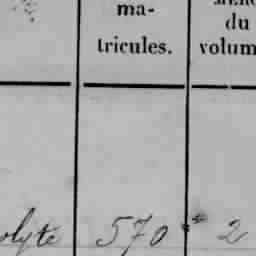 ma-
du
tricules.
volum
olyte 570 2